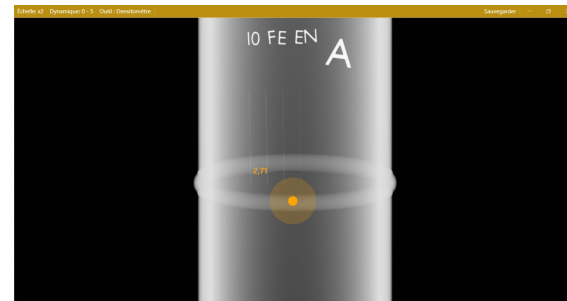 Échelle: x2 Dynamique: 0 - 5 Outil : Densitomètre Sauvegarder
10 FE EN
A
2,71